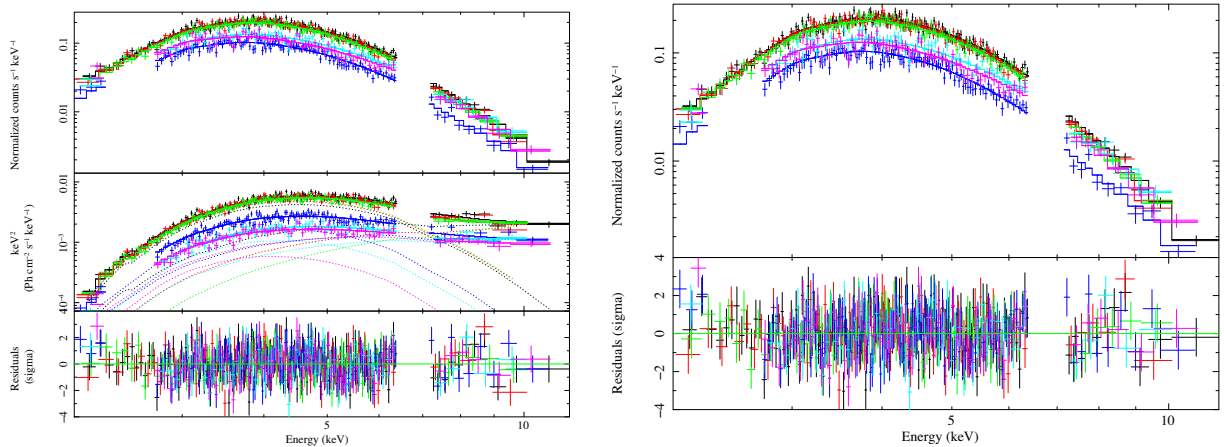 0.1
0.01
Normalized counts s⁻¹ keV⁻¹
0.01
10⁻³
10⁻⁴
keV²
(Ph cm⁻² s⁻¹ keV⁻¹)
2
0
−2
−4
Residuals
(sigma)
5
10
Energy (keV)
0.1
0.01
Normalized counts s⁻¹ keV⁻¹
4
2
0
−2
−4
Residuals (sigma)
5
10
Energy (keV)